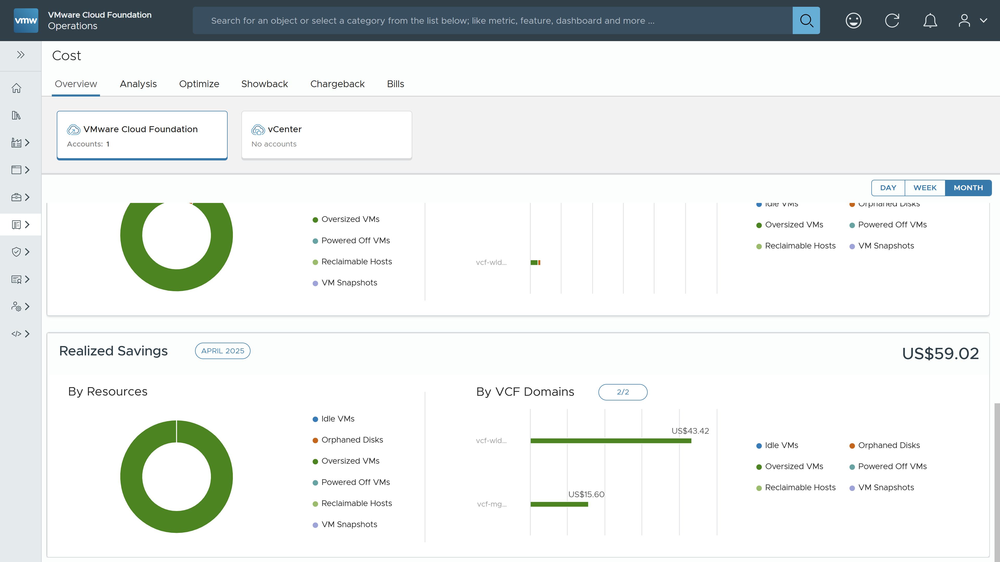 vmw
VMware Cloud Foundation
Operations
Search for an object or select a category from the list below; like metric, feature, dashboard and more ...
Cost
Overview Analysis Optimize Showback Chargeback Bills
VMware Cloud Foundation
Accounts: 1
vCenter
No accounts
DAY WEEK MONTH
Oversized VMs
Powered Off VMs
Reclaimable Hosts
VM Snapshots
vcf-wld...
Idle VMs Orphaned Disks
Oversized VMs Powered Off VMs
Reclaimable Hosts VM Snapshots
Realized Savings APRIL 2025 US$59.02
By Resources
Idle VMs
Orphaned Disks
Oversized VMs
Powered Off VMs
Reclaimable Hosts
VM Snapshots
By VCF Domains 2/2
US$43.42
vcf-wld...
US$15.60
vcf-mg...
Idle VMs Orphaned Disks
Oversized VMs Powered Off VMs
Reclaimable Hosts VM Snapshots